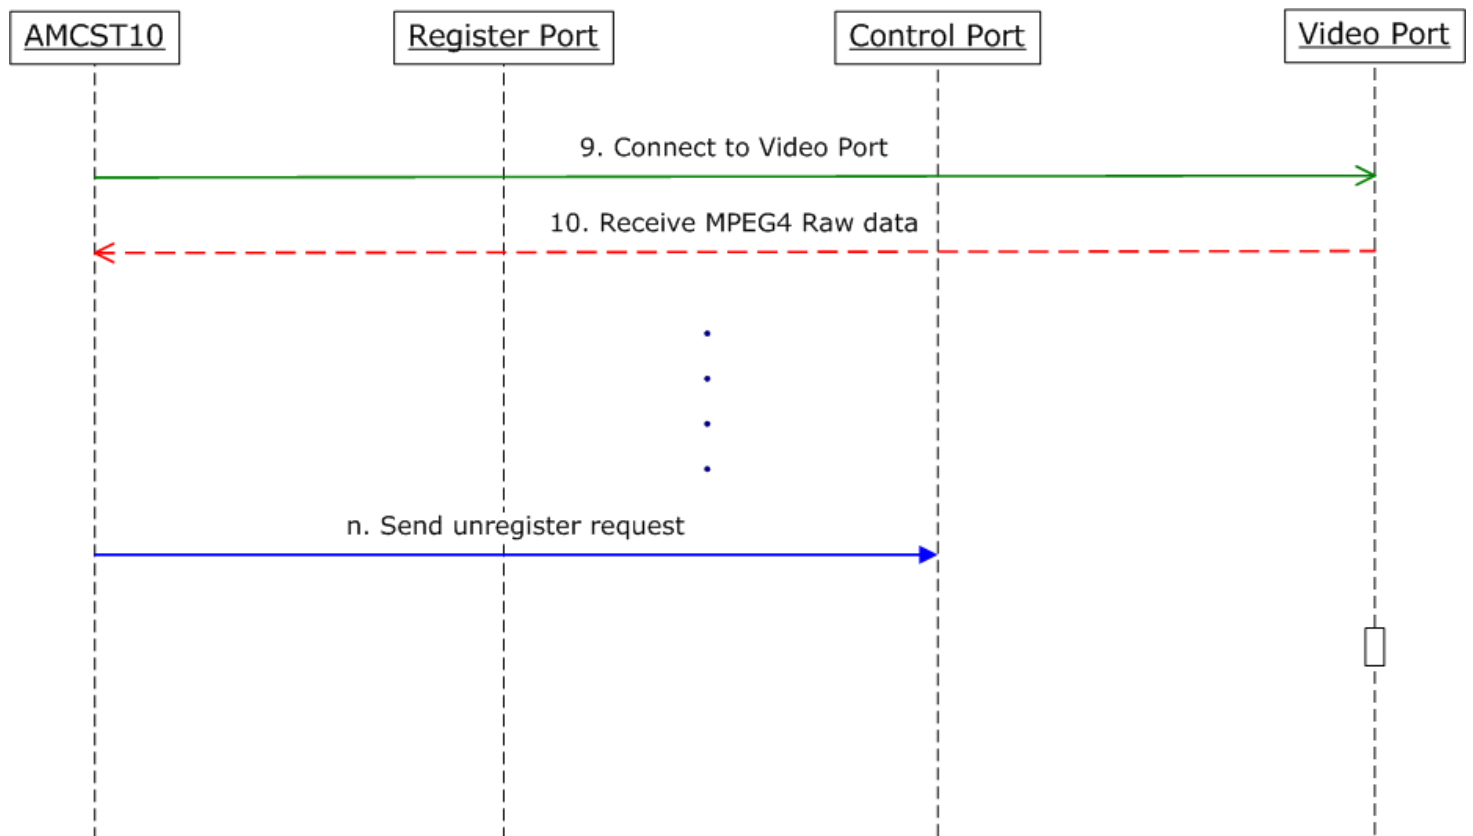 AMCST10
Register Port
Control Port
Video Port
9. Connect to Video Port
10. Receive MPEG4 Raw data
n. Send unregister request